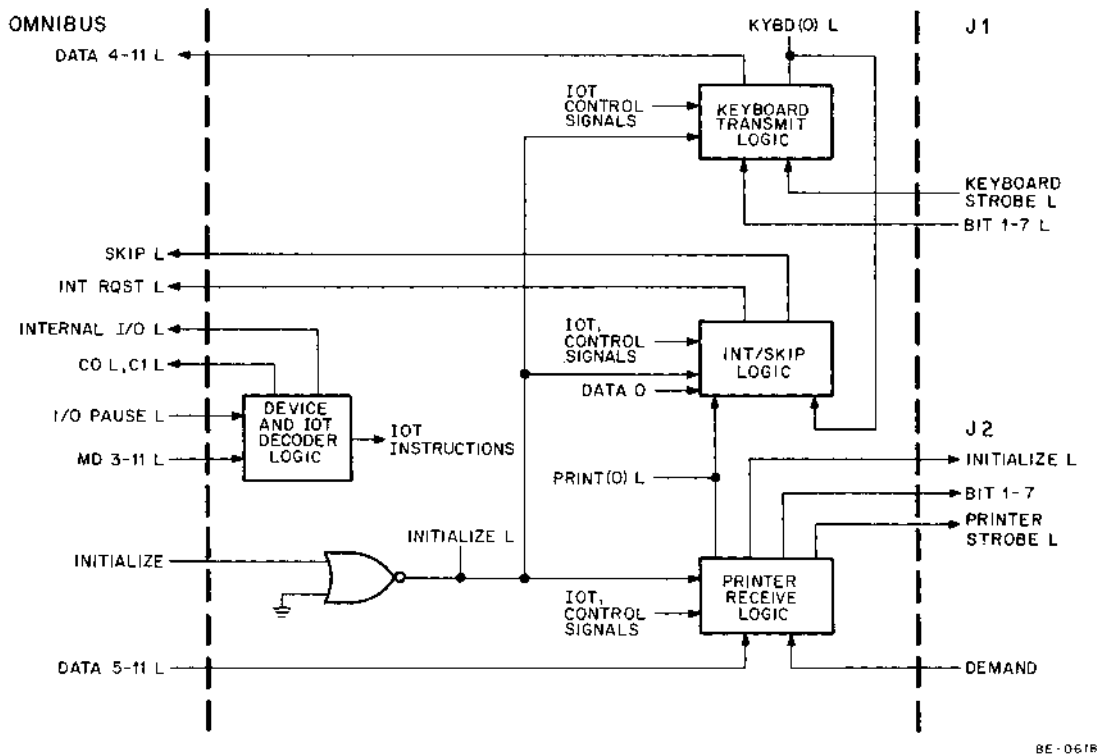 OMNIBUS
KYBD(0) L
J1
DATA 4-11 L
IOT
CONTROL
SIGNALS
KEYBOARD
TRANSMIT
LOGIC
KEYBOARD
STROBE L
BIT 1-7 L
SKIP L
INT RQST L
INTERNAL I/O L
IOT,
CONTROL
SIGNALS
INT/SKIP
LOGIC
CO L, C1 L
DATA 0
I/O PAUSE L
DEVICE
AND IOT
DECODER
LOGIC
IOT
INSTRUCTIONS
J2
MD 3-11 L
INITIALIZE L
PRINT(0) L
BIT 1-7
PRINTER
STROBE L
INITIALIZE L
INITIALIZE
IOT,
CONTROL
SIGNALS
PRINTER
RECEIVE
LOGIC
DATA 5-11 L
DEMAND
BE-0618